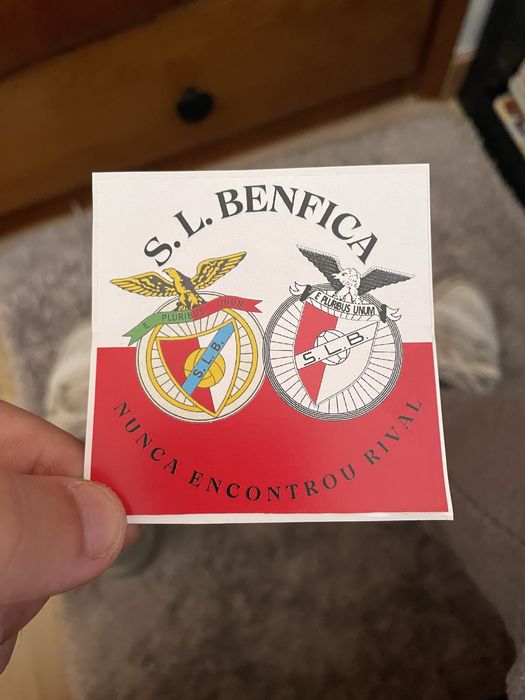 S. L. BENFICA
E PLURIBUS UNUM
S. L. B.
E PLURIBUS UNUM
S. L. B.
NUNCA ENCONTROU RIVAL